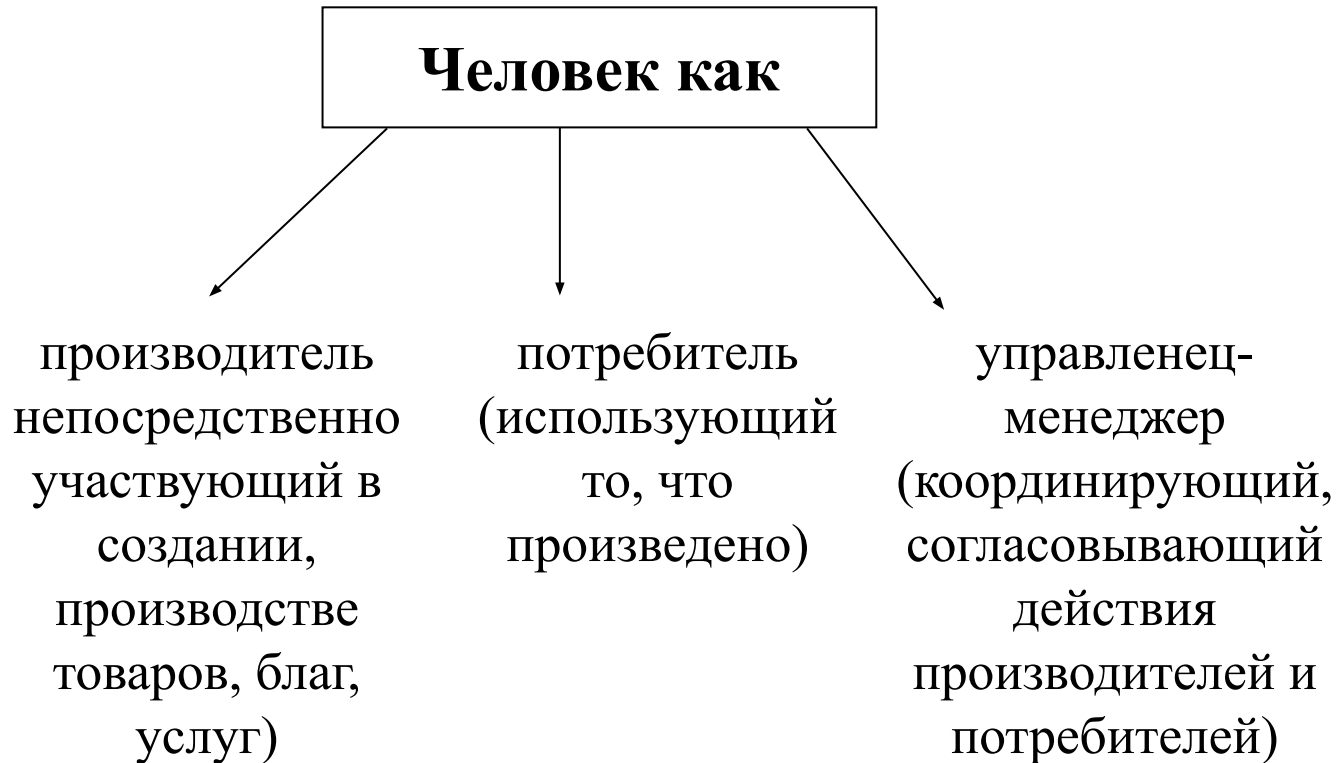 Человек как
производитель
непосредственно
участвующий в
создании,
производстве
товаров, благ,
услуг)
потребитель
(использующий
то, что
произведено)
управленец-
менеджер
(координирующий,
согласовывающий
действия
производителей и
потребителей)